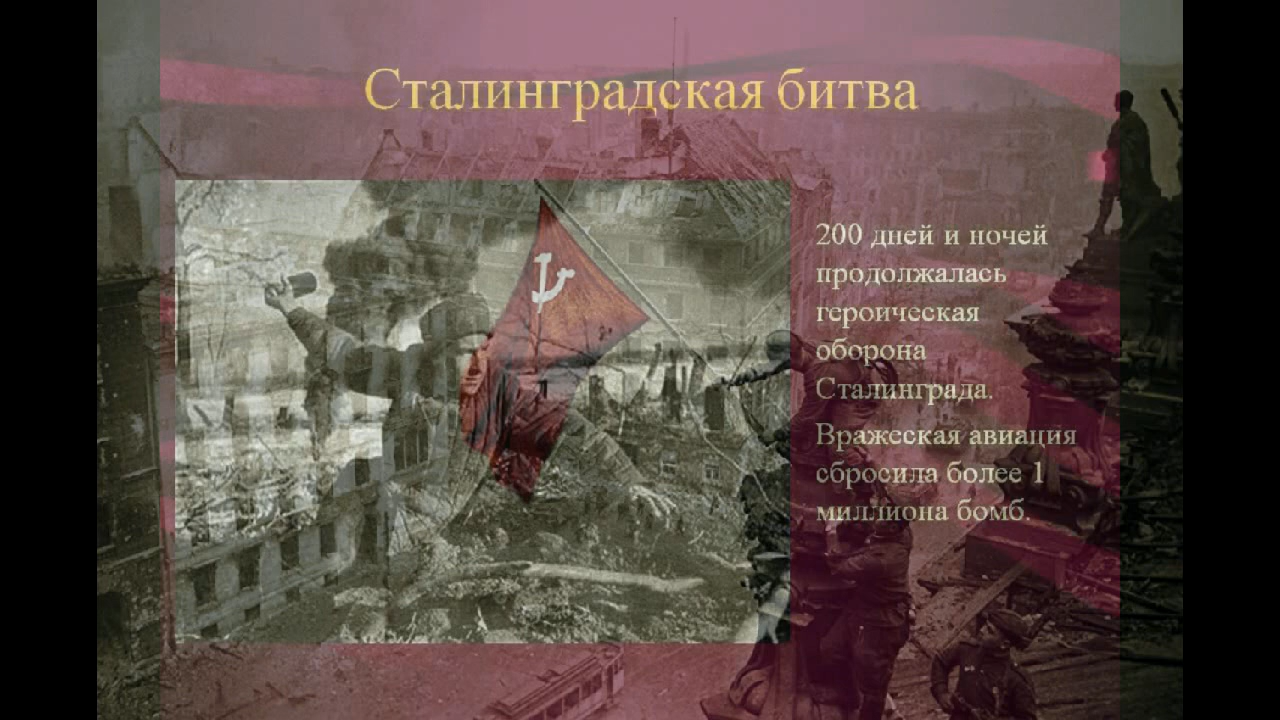 Сталинградская битва
200 дней и ночей
продолжалась
героическая
оборона
Сталинграда.
Вражеская авиация
сбросила более 1
миллиона бомб.